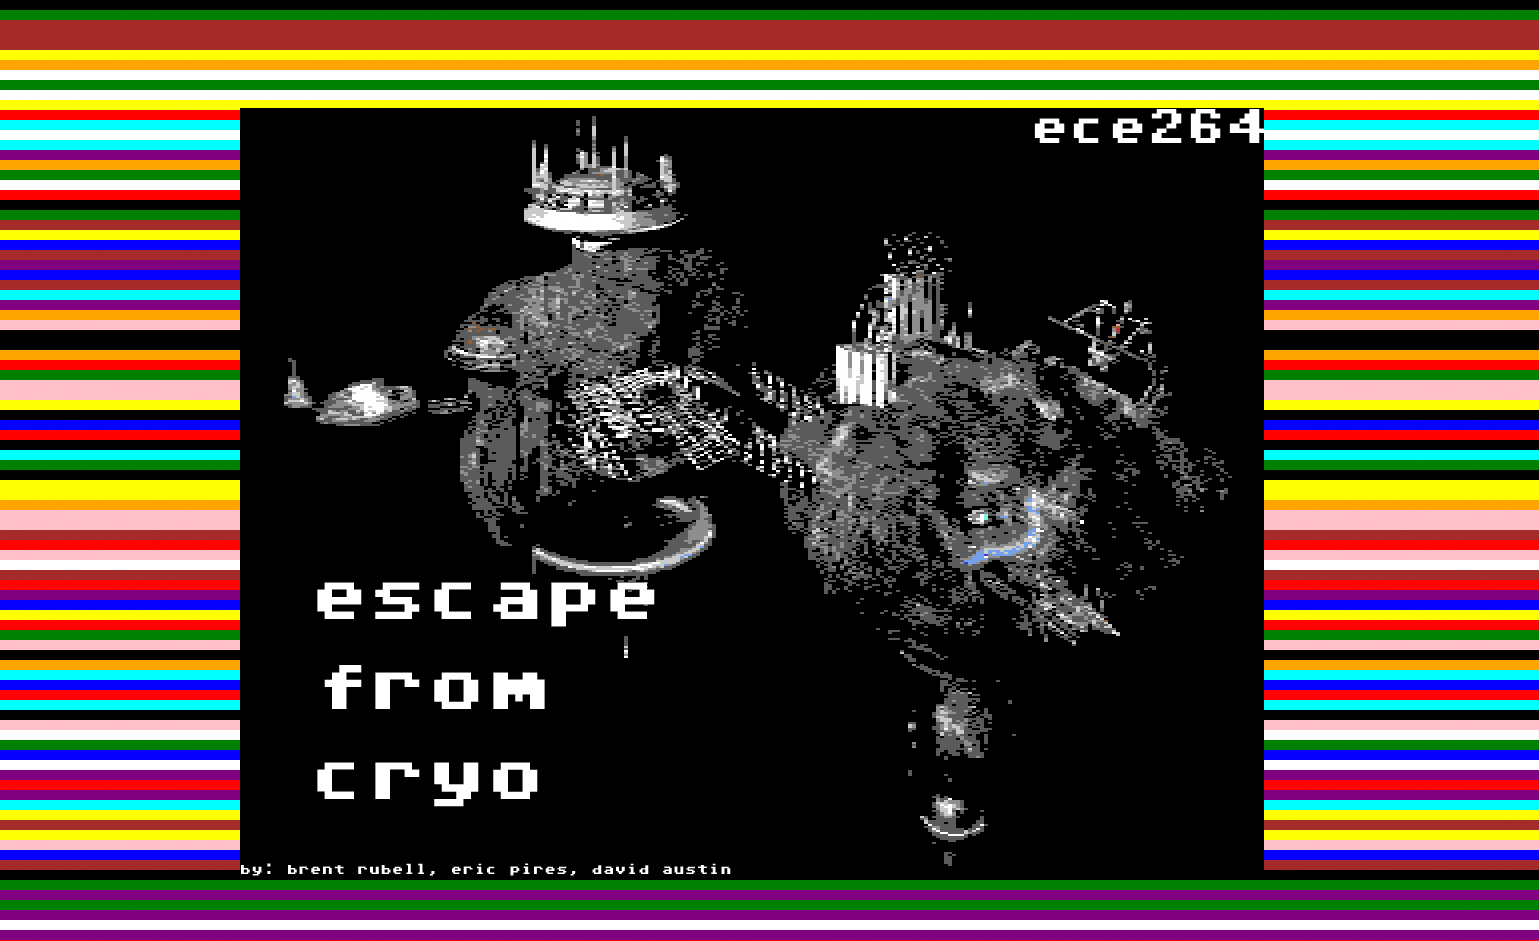 ece264
escape
from
cryo
by: brent rubell, eric pires, david austin